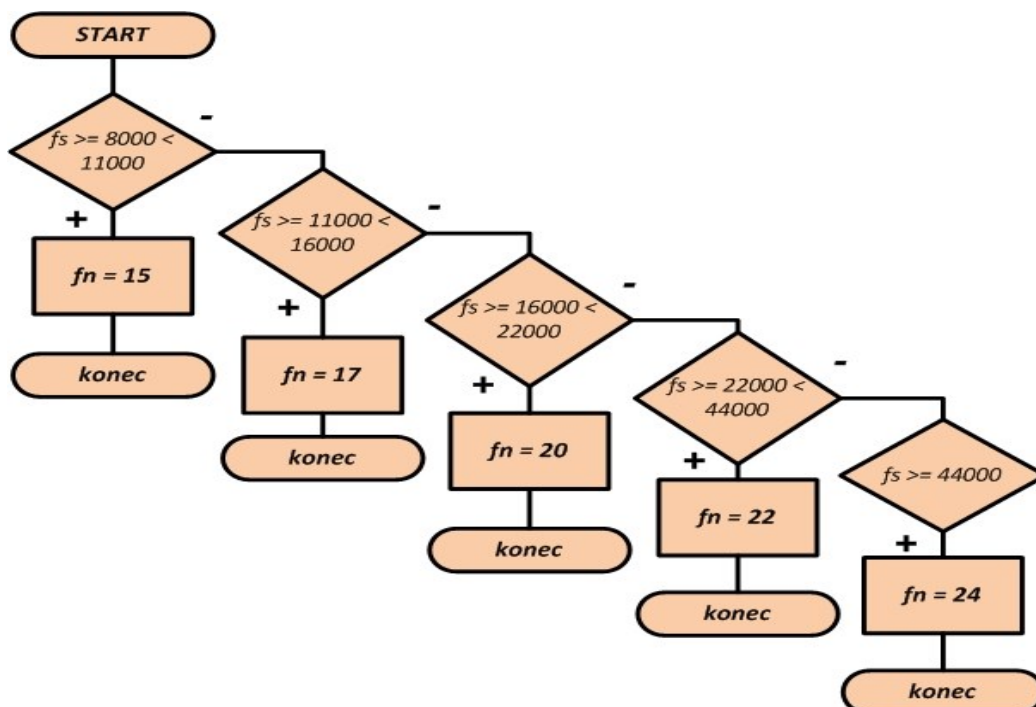 START
-
fs >= 8000 <
11000
+
fn = 15
konec
-
fs >= 11000 <
16000
+
fn = 17
konec
-
fs >= 16000 <
22000
+
fn = 20
konec
-
fs >= 22000 <
44000
+
fn = 22
konec
fs >= 44000
+
fn = 24
konec